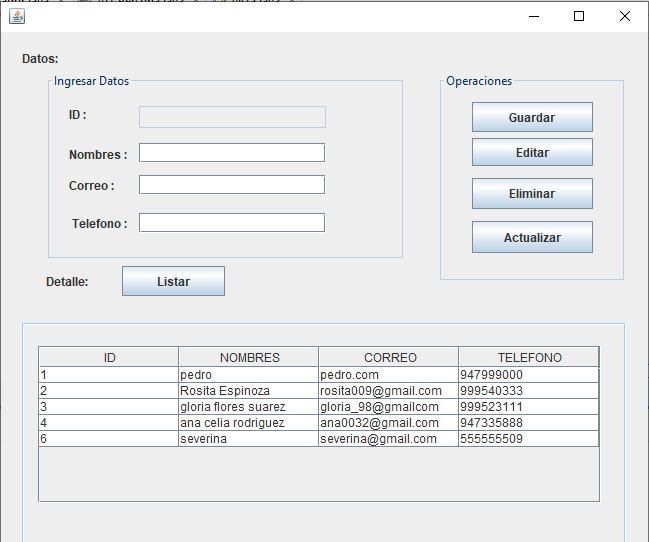 Datos:
Ingresar Datos
ID :
Nombres :
Correo :
Telefono :
Operaciones
Guardar
Editar
Eliminar
Actualizar
Detalle: Listar
ID NOMBRES CORREO TELEFONO
1 pedro pedro.com 947999000
2 Rosita Espinoza rosita009@gmail.com 999540333
3 gloria flores suarez gloria_98@gmailcom 999523111
4 ana celia rodriguez ana0032@gmail.com 947335888
6 severina severina@gmail.com 555555509